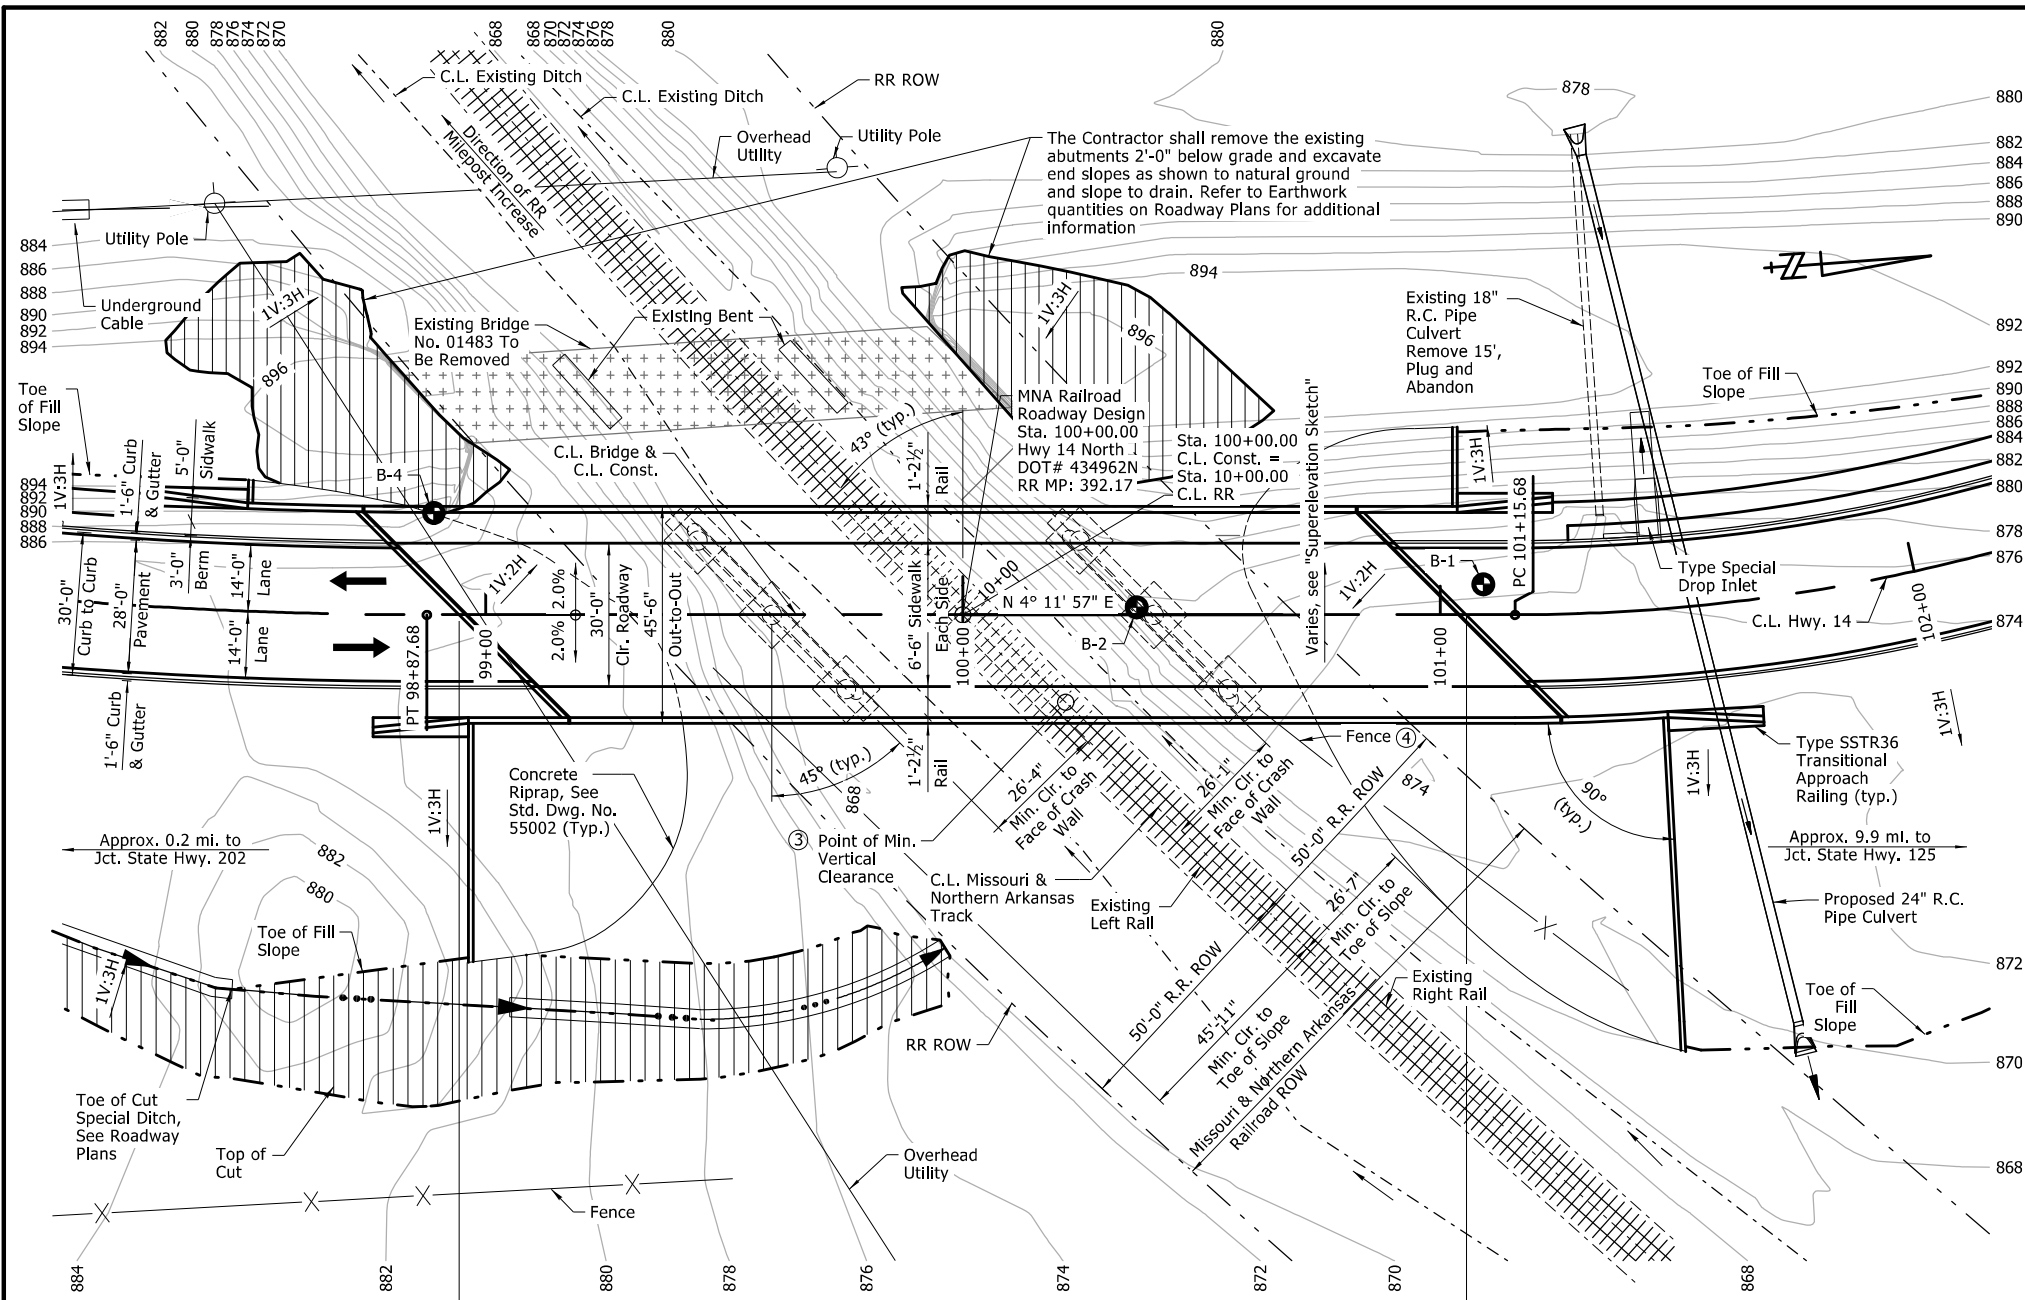 882
880
878
876
874
872
870
868
868
870
872
874
876
878
880
880
C.L. Existing Ditch
C.L. Existing Ditch
RR ROW
878
880
882
884
886
888
890
892
892
890
888
886
884
882
880
878
876
874
872
870
868
Direction of RR
Milepost Increase
Overhead
Utility
Utility Pole
The Contractor shall remove the existing
abutments 2'-0" below grade and excavate
end slopes as shown to natural ground
and slope to drain. Refer to Earthwork
quantities on Roadway Plans for additional
information
Utility Pole
884
886
888
890
892
894
Underground
Cable
1V:3H
896
Existing Bridge
No. 01483 To
Be Removed
Existing Bent
1V:3H
894
896
Existing 18"
R.C. Pipe
Culvert
Remove 15',
Plug and
Abandon
Toe of Fill
Slope
Toe
of Fill
Slope
MNA Railroad
Roadway Design
Sta. 100+00.00
Hwy 14 North
DOT# 434962N
RR MP: 392.17
Sta. 100+00.00
C.L. Const. =
Sta. 10+00.00
C.L. RR
43° (typ.)
C.L. Bridge &
C.L. Const.
B-4
894
892
890
888
886
1V:3H
1'-6" Curb
& Gutter
5'-0"
Sidwalk
30'-0"
Curb to Curb
28'-0"
Pavement
3'-0"
Berm
14'-0"
Lane
14'-0"
Lane
1'-6" Curb
& Gutter
PT 98+87.68
99+00
1V:2H
2.0% 2.0%
30'-0"
Clr. Roadway
45'-6"
Out-to-Out
1'-2½"
Rail
6'-6" Sidewalk
Each Side
1'-2½"
Rail
100+00
10+00
N 4° 11' 57" E
B-2
Varies, see "Superelevation Sketch"
1V:2H
101+00
B-1
PC 101+15.68
1V:3H
Type Special
Drop Inlet
C.L. Hwy. 14
102+00
1V:3H
Type SSTR36
Transitional
Approach
Railing (typ.)
1V:3H
90°
(typ.)
Approx. 9.9 mi. to
Jct. State Hwy. 125
Proposed 24" R.C.
Pipe Culvert
Fence ④
874
45° (typ.)
868
Concrete
Riprap, See
Std. Dwg. No.
55002 (Typ.)
1V:3H
③ Point of Min.
Vertical
Clearance
26'-4"
Min. Clr. to
Face of Crash
Wall
26'-1"
Min. Clr. to
Face of Crash
Wall
50'-0" R.R. ROW
50'-0" R.R. ROW
26'-7"
Min. Clr. to
Toe of Slope
45'-11"
Min. Clr. to
Toe of Slope
Missouri & Northern Arkansas
Railroad ROW
C.L. Missouri &
Northern Arkansas
Track
Existing
Left Rail
Existing
Right Rail
Approx. 0.2 mi. to
Jct. State Hwy. 202
882
880
Toe of Fill
Slope
1V:3H
RR ROW
Toe of
Fill
Slope
Toe of Cut
Special Ditch,
See Roadway
Plans
Top of
Cut
Overhead
Utility
Fence
884
882
880
878
876
874
872
870
868